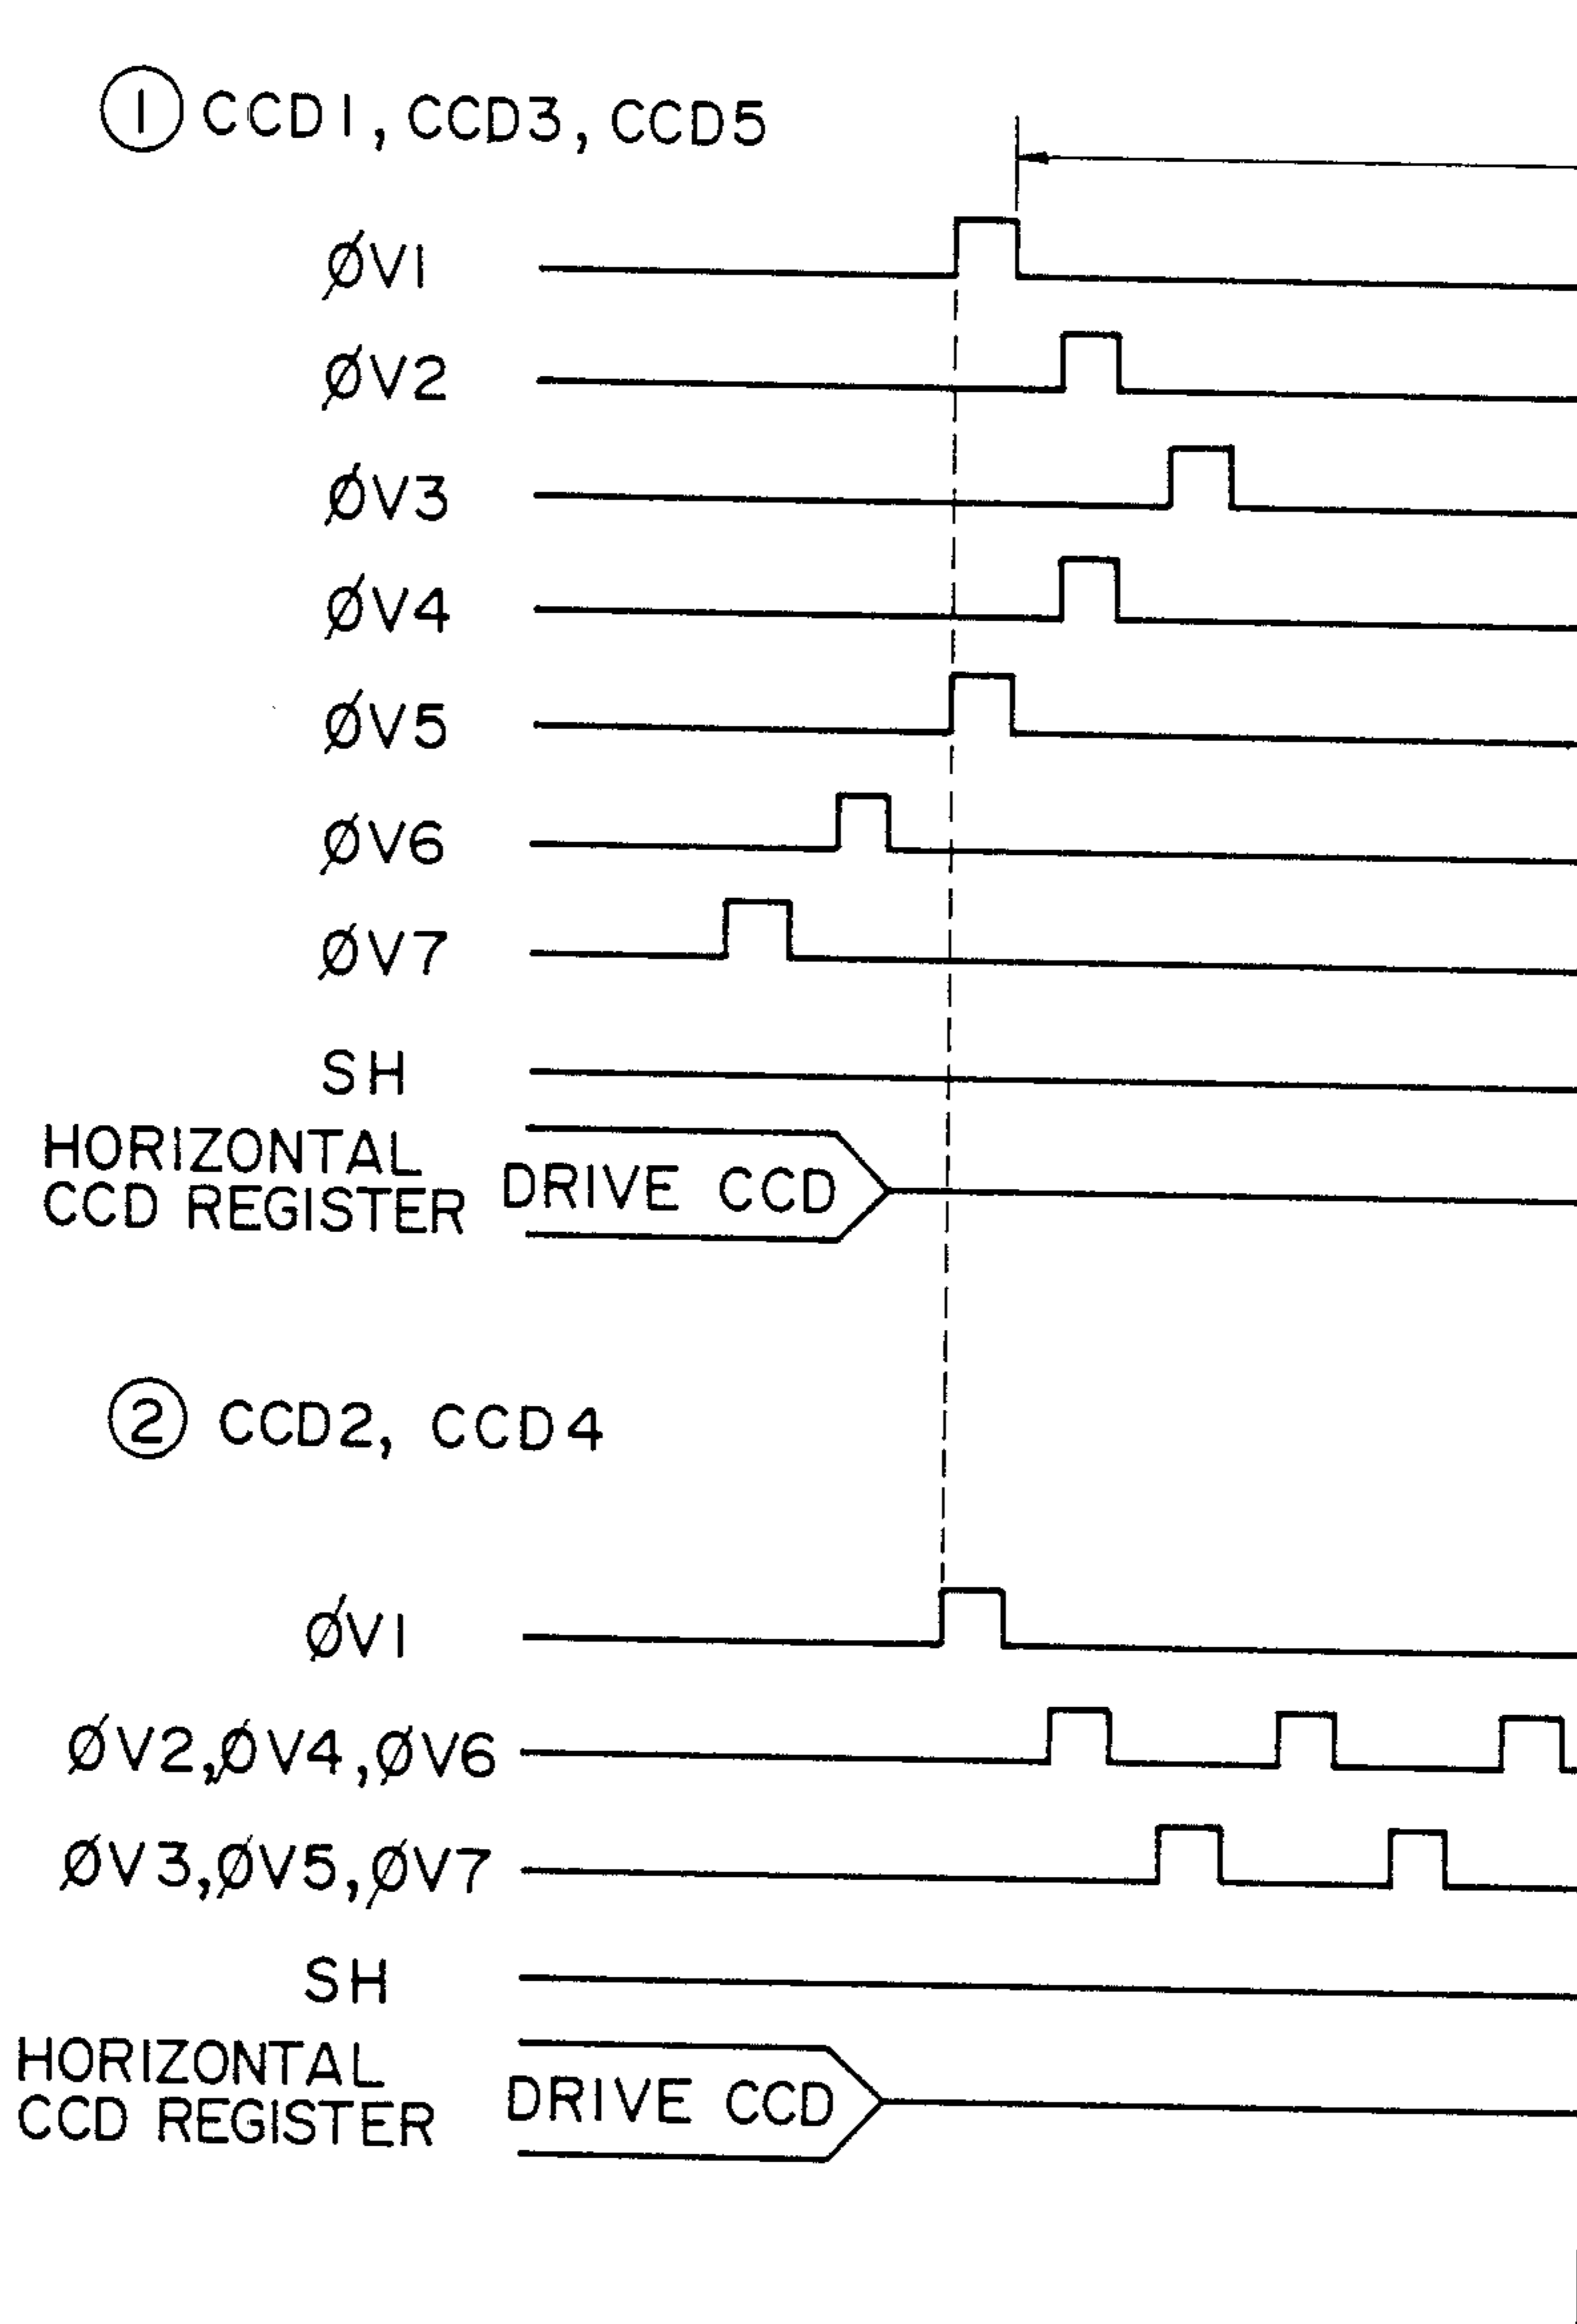 ① CCD1, CCD3, CCD5
ØV1
ØV2
ØV3
ØV4
ØV5
ØV6
ØV7
SH
HORIZONTAL
CCD REGISTER
DRIVE CCD
② CCD2, CCD4
ØV1
ØV2,ØV4,ØV6
ØV3,ØV5,ØV7
SH
HORIZONTAL
CCD REGISTER
DRIVE CCD